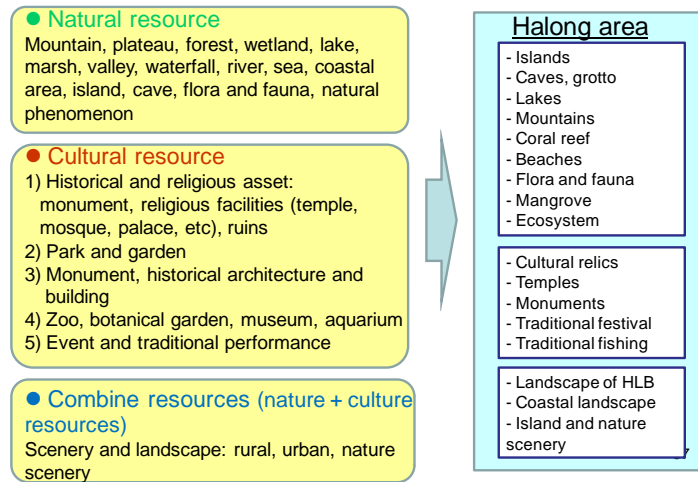 ● Natural resource
Mountain, plateau, forest, wetland, lake,
marsh, valley, waterfall, river, sea, coastal
area, island, cave, flora and fauna, natural
phenomenon
● Cultural resource
1) Historical and religious asset:
monument, religious facilities (temple,
mosque, palace, etc), ruins
2) Park and garden
3) Monument, historical architecture and
building
4) Zoo, botanical garden, museum, aquarium
5) Event and traditional performance
● Combine resources (nature + culture
resources)
Scenery and landscape: rural, urban, nature
scenery
Halong area
- Islands
- Caves, grotto
- Lakes
- Mountains
- Coral reef
- Beaches
- Flora and fauna
- Mangrove
- Ecosystem
- Cultural relics
- Temples
- Monuments
- Traditional festival
- Traditional fishing
- Landscape of HLB
- Coastal landscape
- Island and nature
scenery